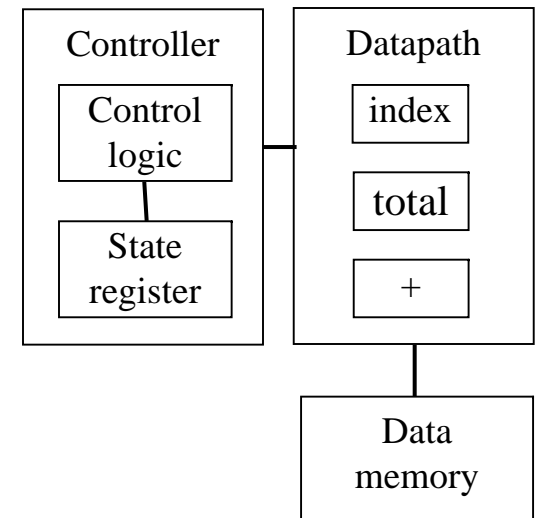 Controller
Control
logic
State
register
Datapath
index
total
+
Data
memory